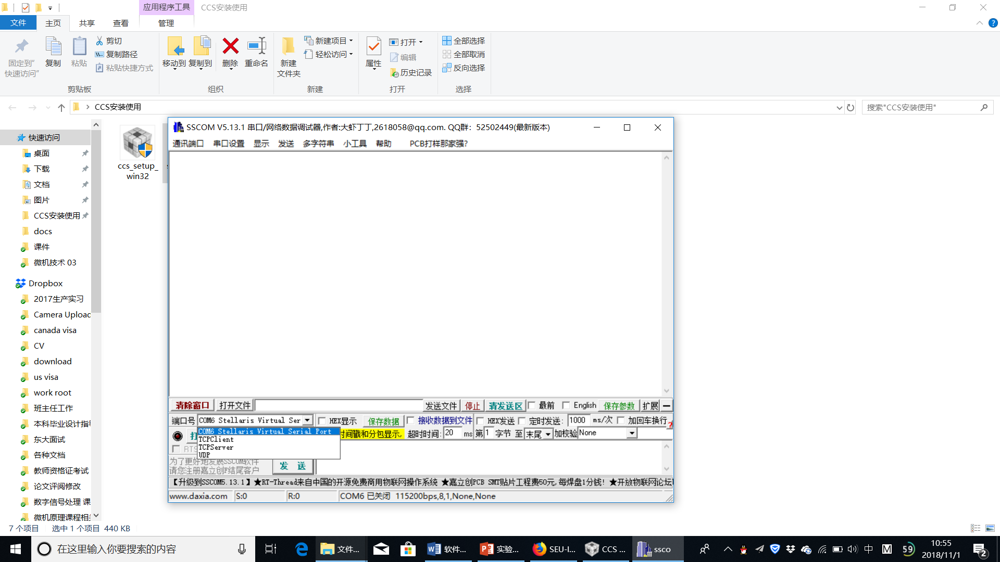 应用程序工具
CCS安装使用
文件
主页
共享
查看
管理
固定到"
快速访问"
复制
粘贴
剪切
复制路径
粘贴快捷方式
剪贴板
移动到
复制到
删除
重命名
组织
新建
文件夹
新建项目
轻松访问
新建
属性
打开
编辑
历史记录
打开
全部选择
全部取消
反向选择
选择
CCS安装使用
搜索"CCS安装使用"
快速访问
桌面
下载
文档
图片
CCS安装使用
docs
课件
微机技术 03
Dropbox
2017生产实习
Camera Uploac
canada visa
CV
download
us visa
work root
班主任工作
本科毕业设计指导
东大面试
各种文档
教师资格证考试
论文评阅修改
数字信号处理 课
微机原理课程相关
ccs_setup_
win32
SSCOM V5.13.1 串口/网络数据调试器,作者:大虾丁丁,2618058@qq.com. QQ群：52502449(最新版本)
通讯端口 串口设置 显示 发送 多字符串 小工具 帮助 PCB打样那家强?
清除窗口 打开文件 发送文件 停止 清发送区 最前 English 保存参数 扩展 —
端口号 COM6 Stellaris Virtual Ser HEX显示 保存数据 接收数据到文件 HEX发送 定时发送: 1000 ms/次 加回车换行
COM6 Stellaris Virtual Serial Port
TCPClient
TCPServer
UDP
打
时间戳和分包显示, 超时时间: 20 ms 第 1 字节 至 末尾 加校验 None
RTS
为了更好地发展SSCOM软件
请您注册嘉立创F结尾客户
发 送
【升级到SSCOM5.13.1】★RT-Thread来自中国的开源免费商用物联网操作系统 ★嘉立创PCB SMT贴片工程费50元,每焊盘1分钱! ★开放物联网论坛
www.daxia.com S:0 R:0 COM6 已关闭 115200bps,8,1,None,None
7 个项目 选中 1 个项目 440 KB
在这里输入你要搜索的内容
文件...
软件...
实验...
SEU-I...
CCS ...
ssco
中
M
59
10:55
2018/11/1
2